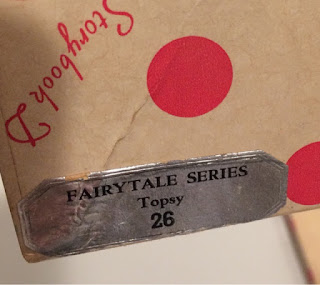 Storybook D
FAIRYTALE SERIES
Topsy
26